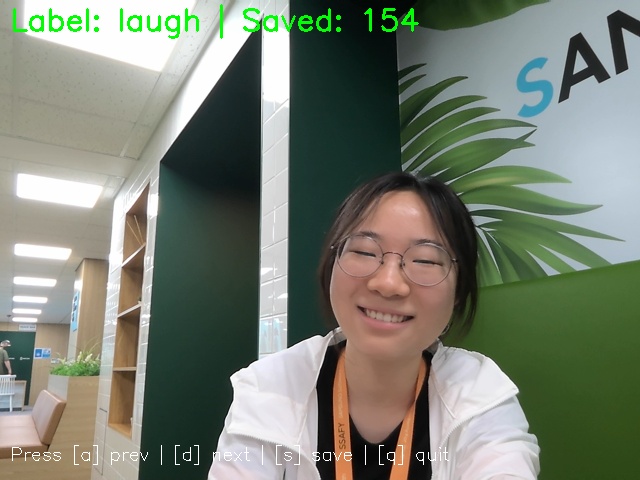 Label: laugh | Saved: 154
SAN
SSAFY
Press [a] prev | [d] next | [s] save | [q] quit